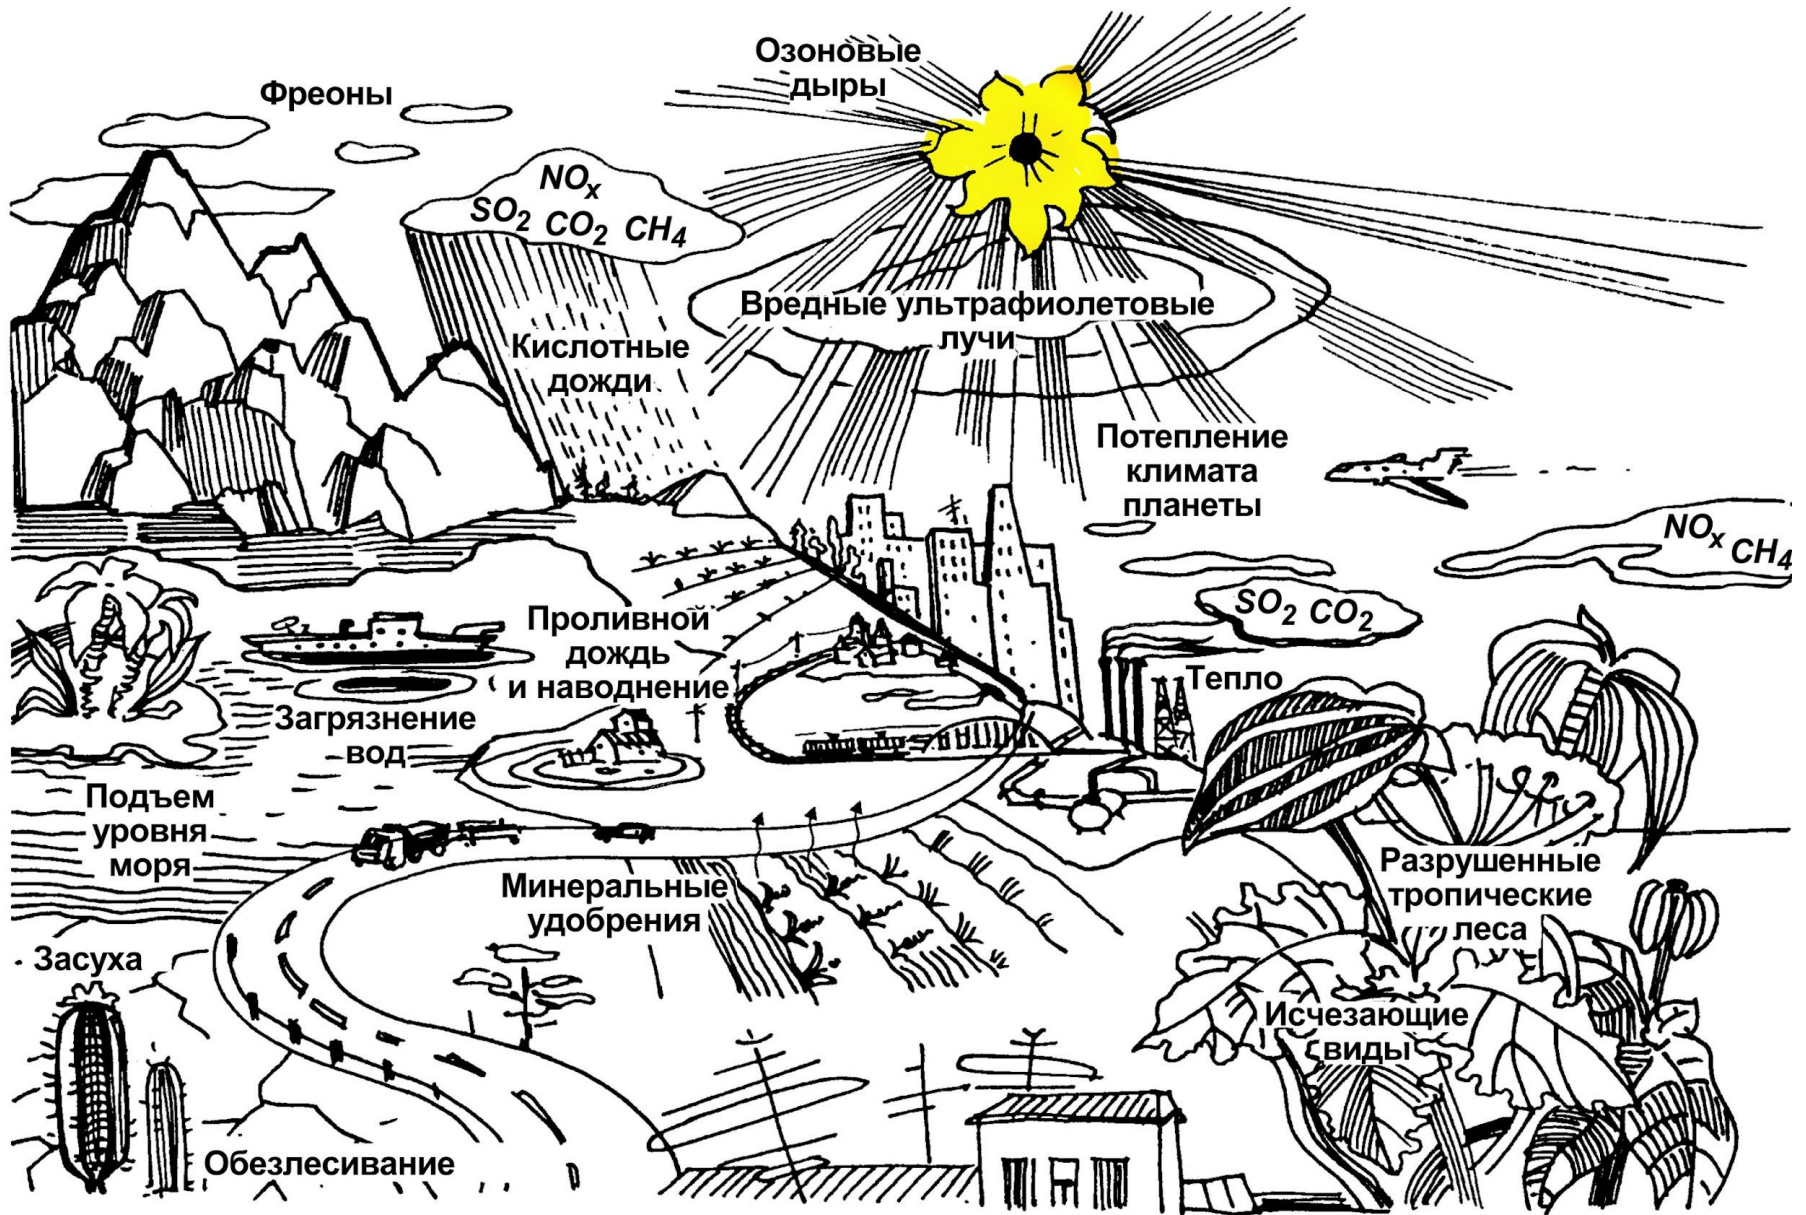 Озоновые
дыры
Фреоны
NOx
SO2 CO2 CH4
Вредные ультрафиолетовые
лучи
Кислотные
дожди
Потепление
климата
планеты
NOx CH4
SO2 CO2
Проливной
дождь
и наводнение
Тепло
Загрязнение
вод
Подъем
уровня
моря
Минеральные
удобрения
Разрушенные
тропические
леса
Засуха
Исчезающие
виды
Обезлесивание